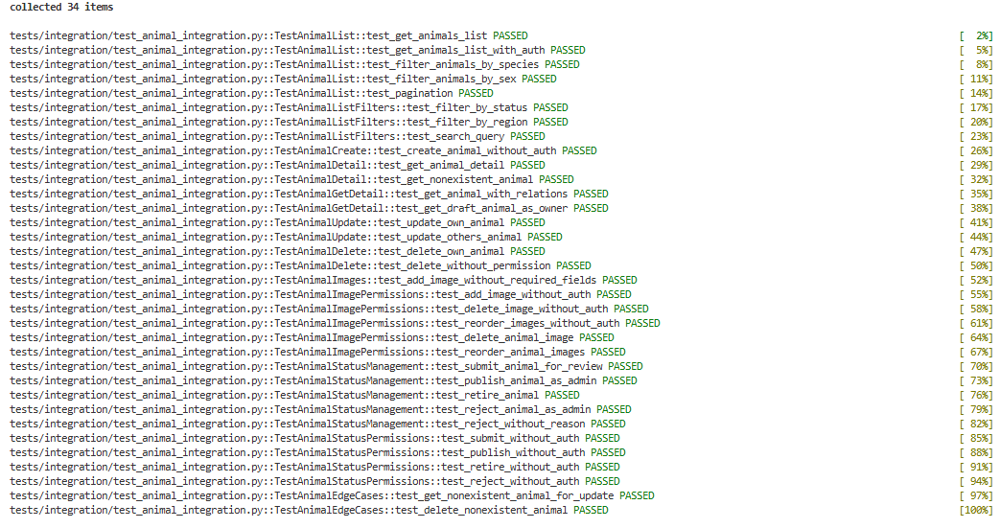 collected 34 items
tests/integration/test_animal_integration.py::TestAnimalList::test_get_animals_list PASSED [  2%]
tests/integration/test_animal_integration.py::TestAnimalList::test_get_animals_list_with_auth PASSED [  5%]
tests/integration/test_animal_integration.py::TestAnimalList::test_filter_animals_by_species PASSED [  8%]
tests/integration/test_animal_integration.py::TestAnimalList::test_filter_animals_by_sex PASSED [ 11%]
tests/integration/test_animal_integration.py::TestAnimalList::test_pagination PASSED [ 14%]
tests/integration/test_animal_integration.py::TestAnimalListFilters::test_filter_by_status PASSED [ 17%]
tests/integration/test_animal_integration.py::TestAnimalListFilters::test_filter_by_region PASSED [ 20%]
tests/integration/test_animal_integration.py::TestAnimalListFilters::test_search_query PASSED [ 23%]
tests/integration/test_animal_integration.py::TestAnimalCreate::test_create_animal_without_auth PASSED [ 26%]
tests/integration/test_animal_integration.py::TestAnimalDetail::test_get_animal_detail PASSED [ 29%]
tests/integration/test_animal_integration.py::TestAnimalDetail::test_get_nonexistent_animal PASSED [ 32%]
tests/integration/test_animal_integration.py::TestAnimalGetDetail::test_get_animal_with_relations PASSED [ 35%]
tests/integration/test_animal_integration.py::TestAnimalGetDetail::test_get_draft_animal_as_owner PASSED [ 38%]
tests/integration/test_animal_integration.py::TestAnimalUpdate::test_update_own_animal PASSED [ 41%]
tests/integration/test_animal_integration.py::TestAnimalUpdate::test_update_others_animal PASSED [ 44%]
tests/integration/test_animal_integration.py::TestAnimalDelete::test_delete_own_animal PASSED [ 47%]
tests/integration/test_animal_integration.py::TestAnimalDelete::test_delete_without_permission PASSED [ 50%]
tests/integration/test_animal_integration.py::TestAnimalImages::test_add_image_without_required_fields PASSED [ 52%]
tests/integration/test_animal_integration.py::TestAnimalImagePermissions::test_add_image_without_auth PASSED [ 55%]
tests/integration/test_animal_integration.py::TestAnimalImagePermissions::test_delete_image_without_auth PASSED [ 58%]
tests/integration/test_animal_integration.py::TestAnimalImagePermissions::test_reorder_images_without_auth PASSED [ 61%]
tests/integration/test_animal_integration.py::TestAnimalImagePermissions::test_delete_animal_image PASSED [ 64%]
tests/integration/test_animal_integration.py::TestAnimalImagePermissions::test_reorder_animal_images PASSED [ 67%]
tests/integration/test_animal_integration.py::TestAnimalStatusManagement::test_submit_animal_for_review PASSED [ 70%]
tests/integration/test_animal_integration.py::TestAnimalStatusManagement::test_publish_animal_as_admin PASSED [ 73%]
tests/integration/test_animal_integration.py::TestAnimalStatusManagement::test_retire_animal PASSED [ 76%]
tests/integration/test_animal_integration.py::TestAnimalStatusManagement::test_reject_animal_as_admin PASSED [ 79%]
tests/integration/test_animal_integration.py::TestAnimalStatusManagement::test_reject_without_reason PASSED [ 82%]
tests/integration/test_animal_integration.py::TestAnimalStatusPermissions::test_submit_without_auth PASSED [ 85%]
tests/integration/test_animal_integration.py::TestAnimalStatusPermissions::test_publish_without_auth PASSED [ 88%]
tests/integration/test_animal_integration.py::TestAnimalStatusPermissions::test_retire_without_auth PASSED [ 91%]
tests/integration/test_animal_integration.py::TestAnimalStatusPermissions::test_reject_without_auth PASSED [ 94%]
tests/integration/test_animal_integration.py::TestAnimalEdgeCases::test_get_nonexistent_animal_for_update PASSED [ 97%]
tests/integration/test_animal_integration.py::TestAnimalEdgeCases::test_delete_nonexistent_animal PASSED [100%]